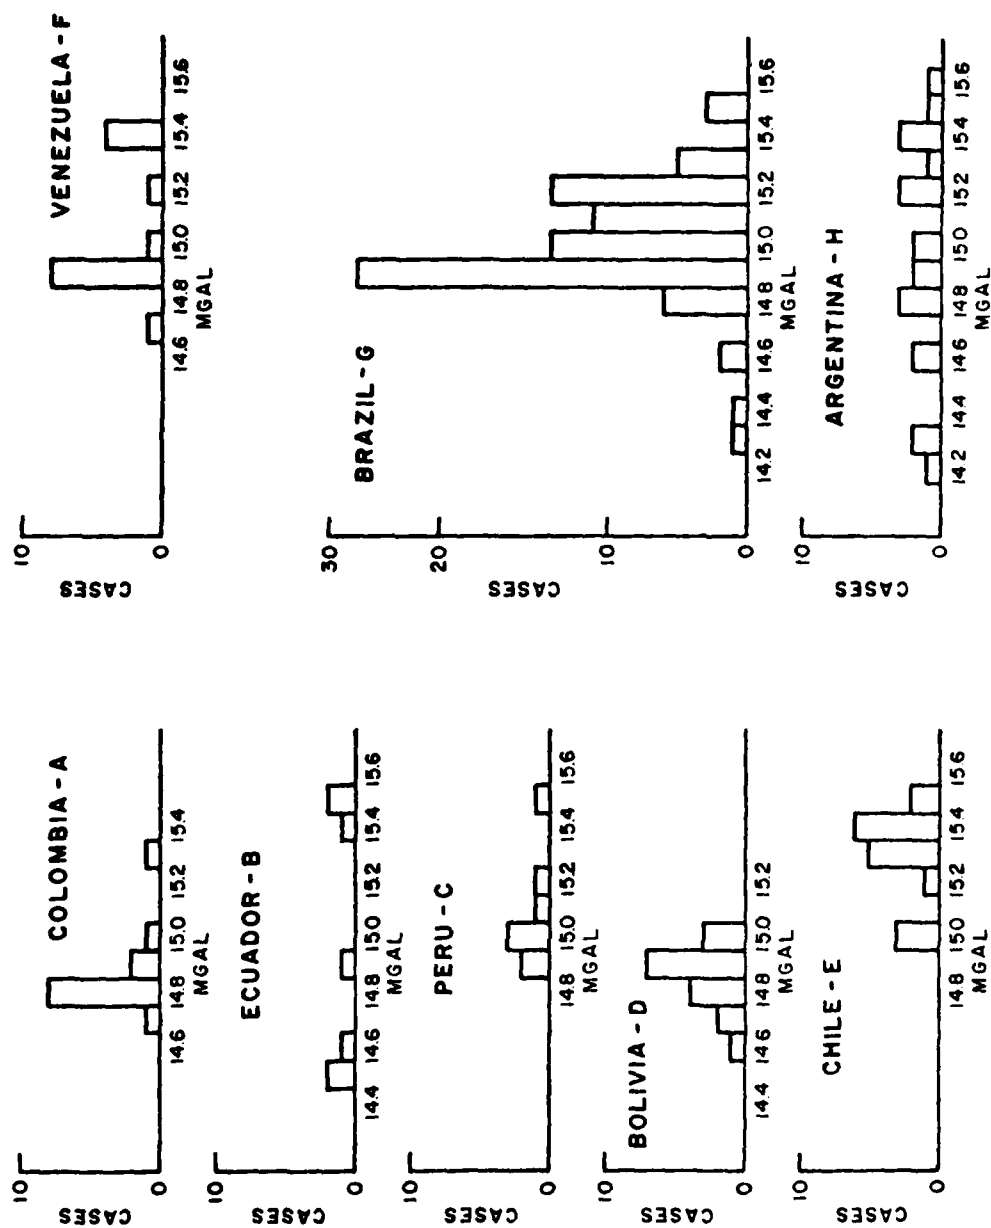 COLOMBIA-A
10
0
CASES
14.6 14.8 15.0 15.2 15.4
MGAL
ECUADOR-B
10
0
CASES
14.4 14.6 14.8 15.0 15.2 15.4 15.6
MGAL
PERU-C
10
0
CASES
14.8 15.0 15.2 15.4 15.6
MGAL
BOLIVIA-D
10
0
CASES
14.4 14.6 14.8 15.0 15.2
MGAL
CHILE-E
10
0
CASES
14.8 15.0 15.2 15.4 15.6
MGAL
VENEZUELA-F
10
0
CASES
14.6 14.8 15.0 15.2 15.4 15.6
MGAL
BRAZIL-G
30
20
10
0
CASES
14.2 14.4 14.6 14.8 15.0 15.2 15.4 15.6
MGAL
ARGENTINA-H
10
0
CASES
14.2 14.4 14.6 14.8 15.0 15.2 15.4 15.6
MGAL